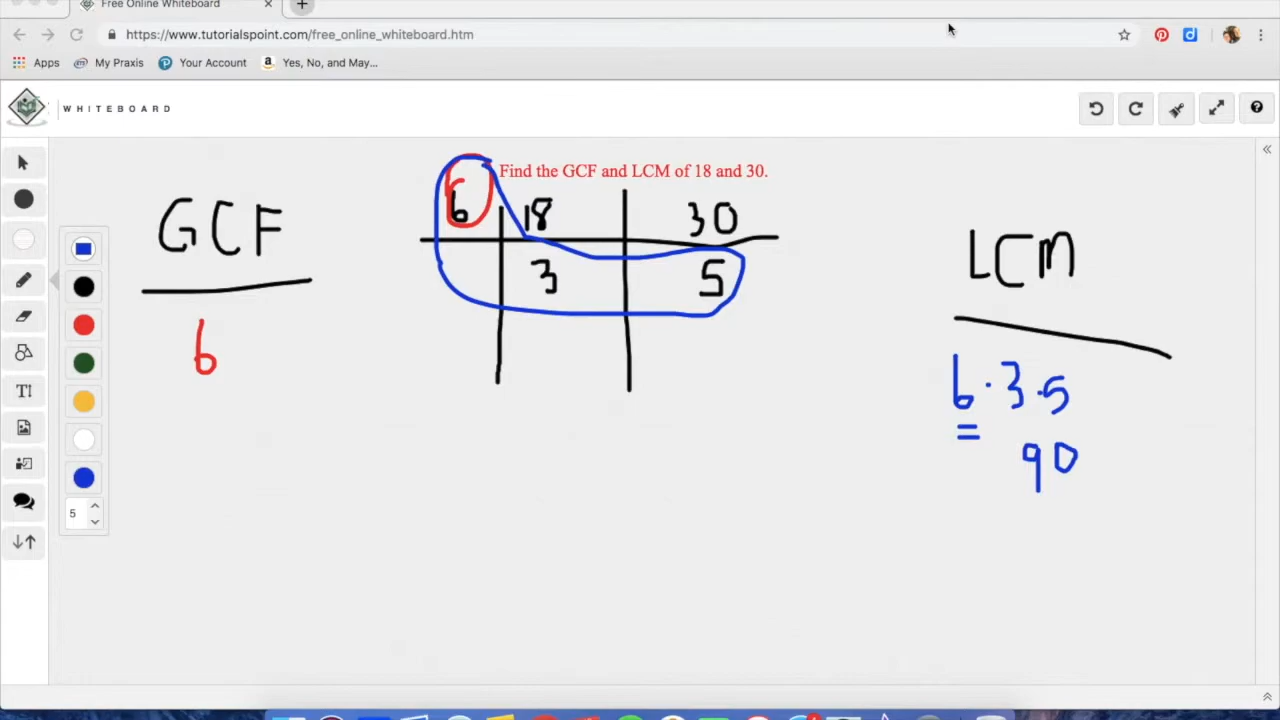 Free Online Whiteboard
https://www.tutorialspoint.com/free_online_whiteboard.htm
Apps My Praxis Your Account Yes, No, and May...
WHITEBOARD
Find the GCF and LCM of 18 and 30.
GCF
6
6 18 30
3 5
LCM
6·3·5
= 90
5